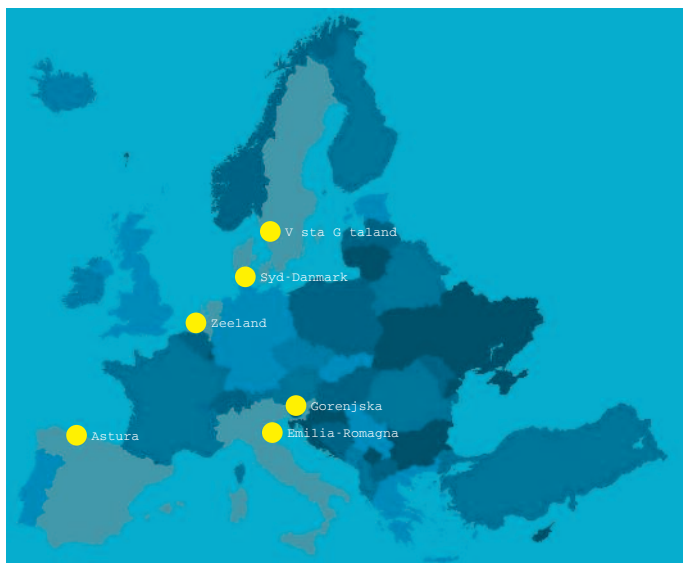 V sta G taland
Syd-Danmark
Zeeland
Gorenjska
Emilia-Romagna
Astura